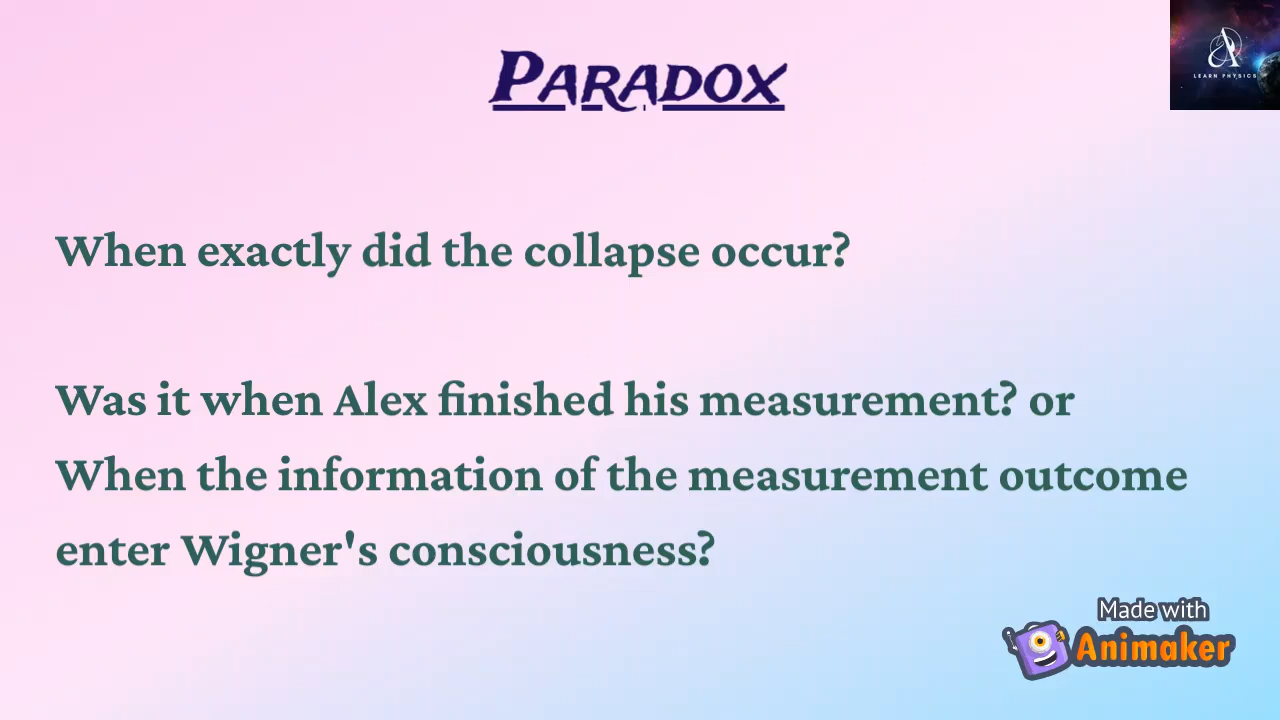 PARADOX
LEARN PHYSICS
When exactly did the collapse occur?
Was it when Alex finished his measurement? or
When the information of the measurement outcome
enter Wigner's consciousness?
Made with
Animaker